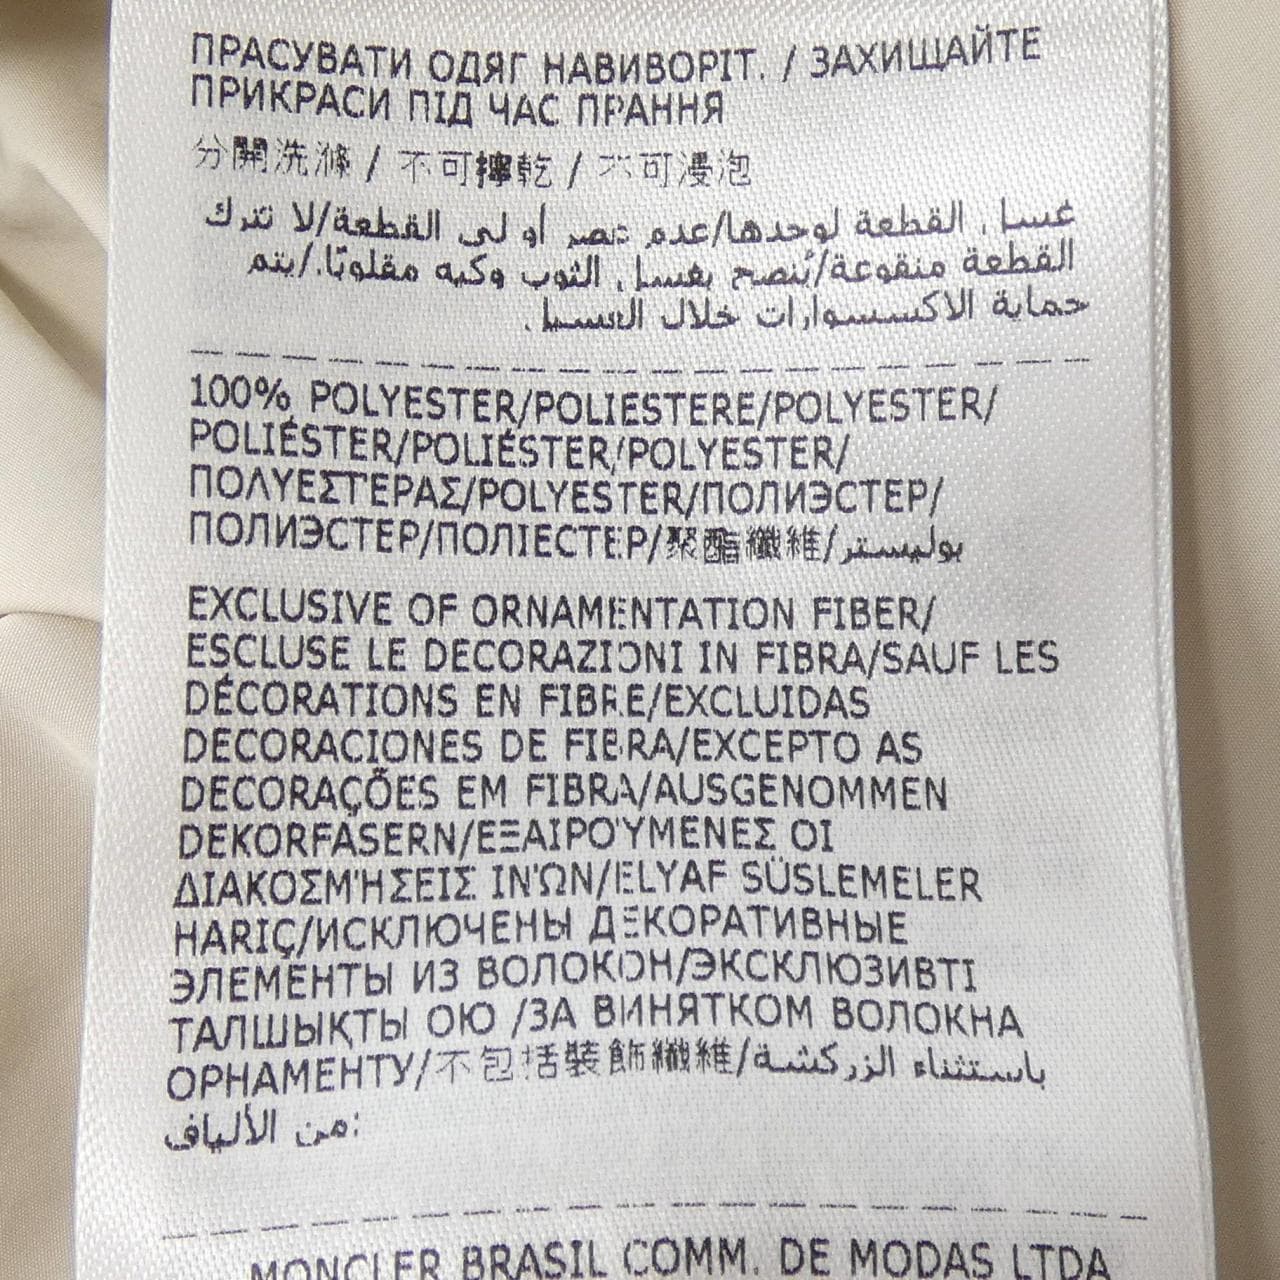 ПРАСУВАТИ ОДЯГ НАВИВОРІТ. / ЗАХИЩАЙТЕ
ПРИКРАСИ ПІД ЧАС ПРАННЯ
分開洗滌 / 不可擰乾 / 不可浸泡
غسل القطعة لوحدها/عدم عصر أو لي القطعة/لا تترك
القطعة منقوعة/يُنصح بغسل الثوب وكيه مقلوبًا./يتم
حماية الاكسسوارات خلال الغسيل.
100% POLYESTER/POLIESTERE/POLYESTER/
POLIÉSTER/POLIÉSTER/POLYESTER/
ΠΟΛΥΕΣΤΕΡΑΣ/POLYESTER/ПОЛИЭСТЕР/
ПОЛИЭСТЕР/ПОЛІЕСТЕР/聚酯纖維/بوليستر
EXCLUSIVE OF ORNAMENTATION FIBER/
ESCLUSE LE DECORAZIONI IN FIBRA/SAUF LES
DÉCORATIONS EN FIBRE/EXCLUIDAS
DECORACIONES DE FIBRA/EXCEPTO AS
DECORAÇÕES EM FIBRA/AUSGENOMMEN
DEKORFASERN/ΕΞΑΙΡΟΎΜΕΝΕΣ ΟΙ
ΔΙΑΚΟΣΜΉΣΕΙΣ ΙΝΏΝ/ELYAF SÜSLEMELER
HARIÇ/ИСКЛЮЧЕНЫ ДЕКОРАТИВНЫЕ
ЭЛЕМЕНТЫ ИЗ ВОЛОКОН/ЭКСКЛЮЗИВТІ
ТАЛШЫҚТЫ ОЮ /ЗА ВИНЯТКОМ ВОЛОКНА
ОРНАМЕНТУ/不包括裝飾纖維/باستثناء الزركشة
من الألياف:
MONCLER BRASIL COMM. DE MODAS LTDA